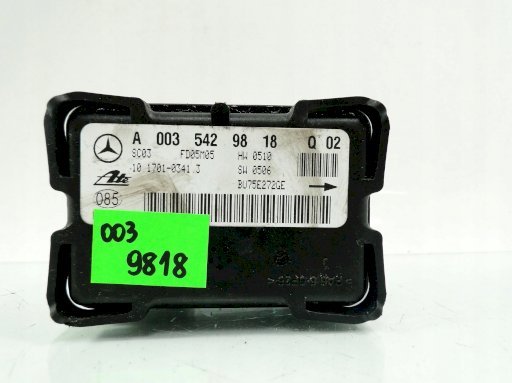 A 003 542 98 18 Q 02
SC03 FD05M05 HW 0510
10.1701-0341.3 SW 0506
Ate BU75E272GE
085
003
9818